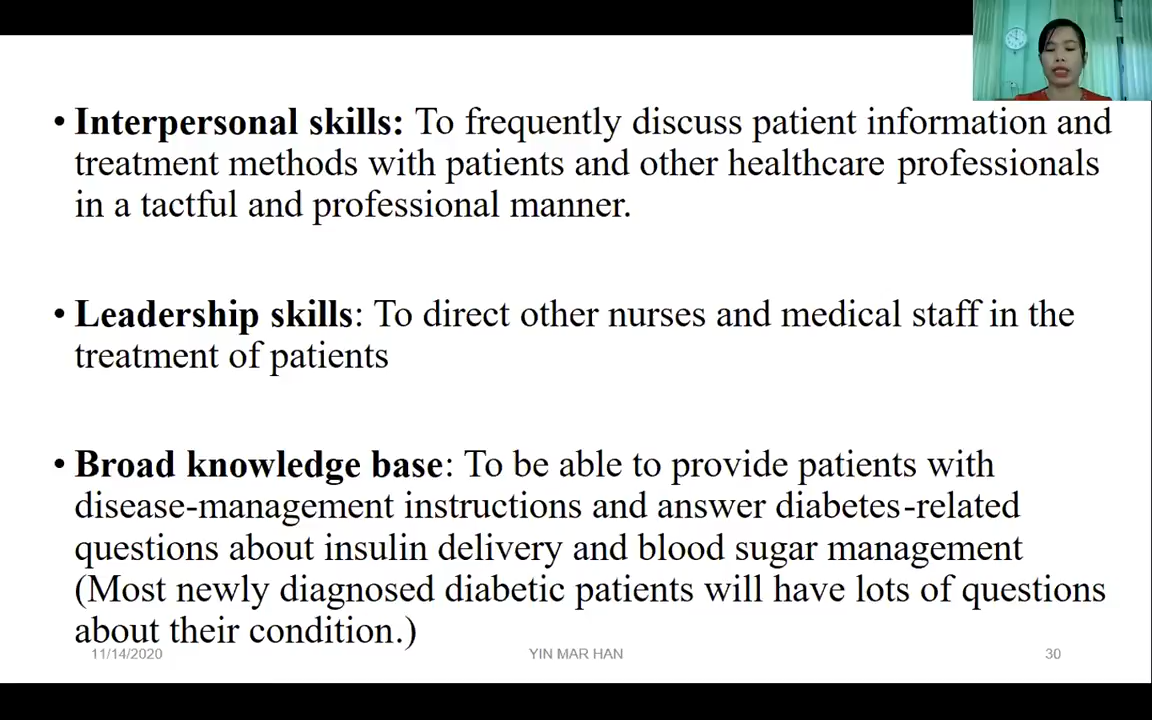 • Interpersonal skills: To frequently discuss patient information and
treatment methods with patients and other healthcare professionals
in a tactful and professional manner.
• Leadership skills: To direct other nurses and medical staff in the
treatment of patients
• Broad knowledge base: To be able to provide patients with
disease-management instructions and answer diabetes-related
questions about insulin delivery and blood sugar management
(Most newly diagnosed diabetic patients will have lots of questions
about their condition.)
11/14/2020 YIN MAR HAN 30